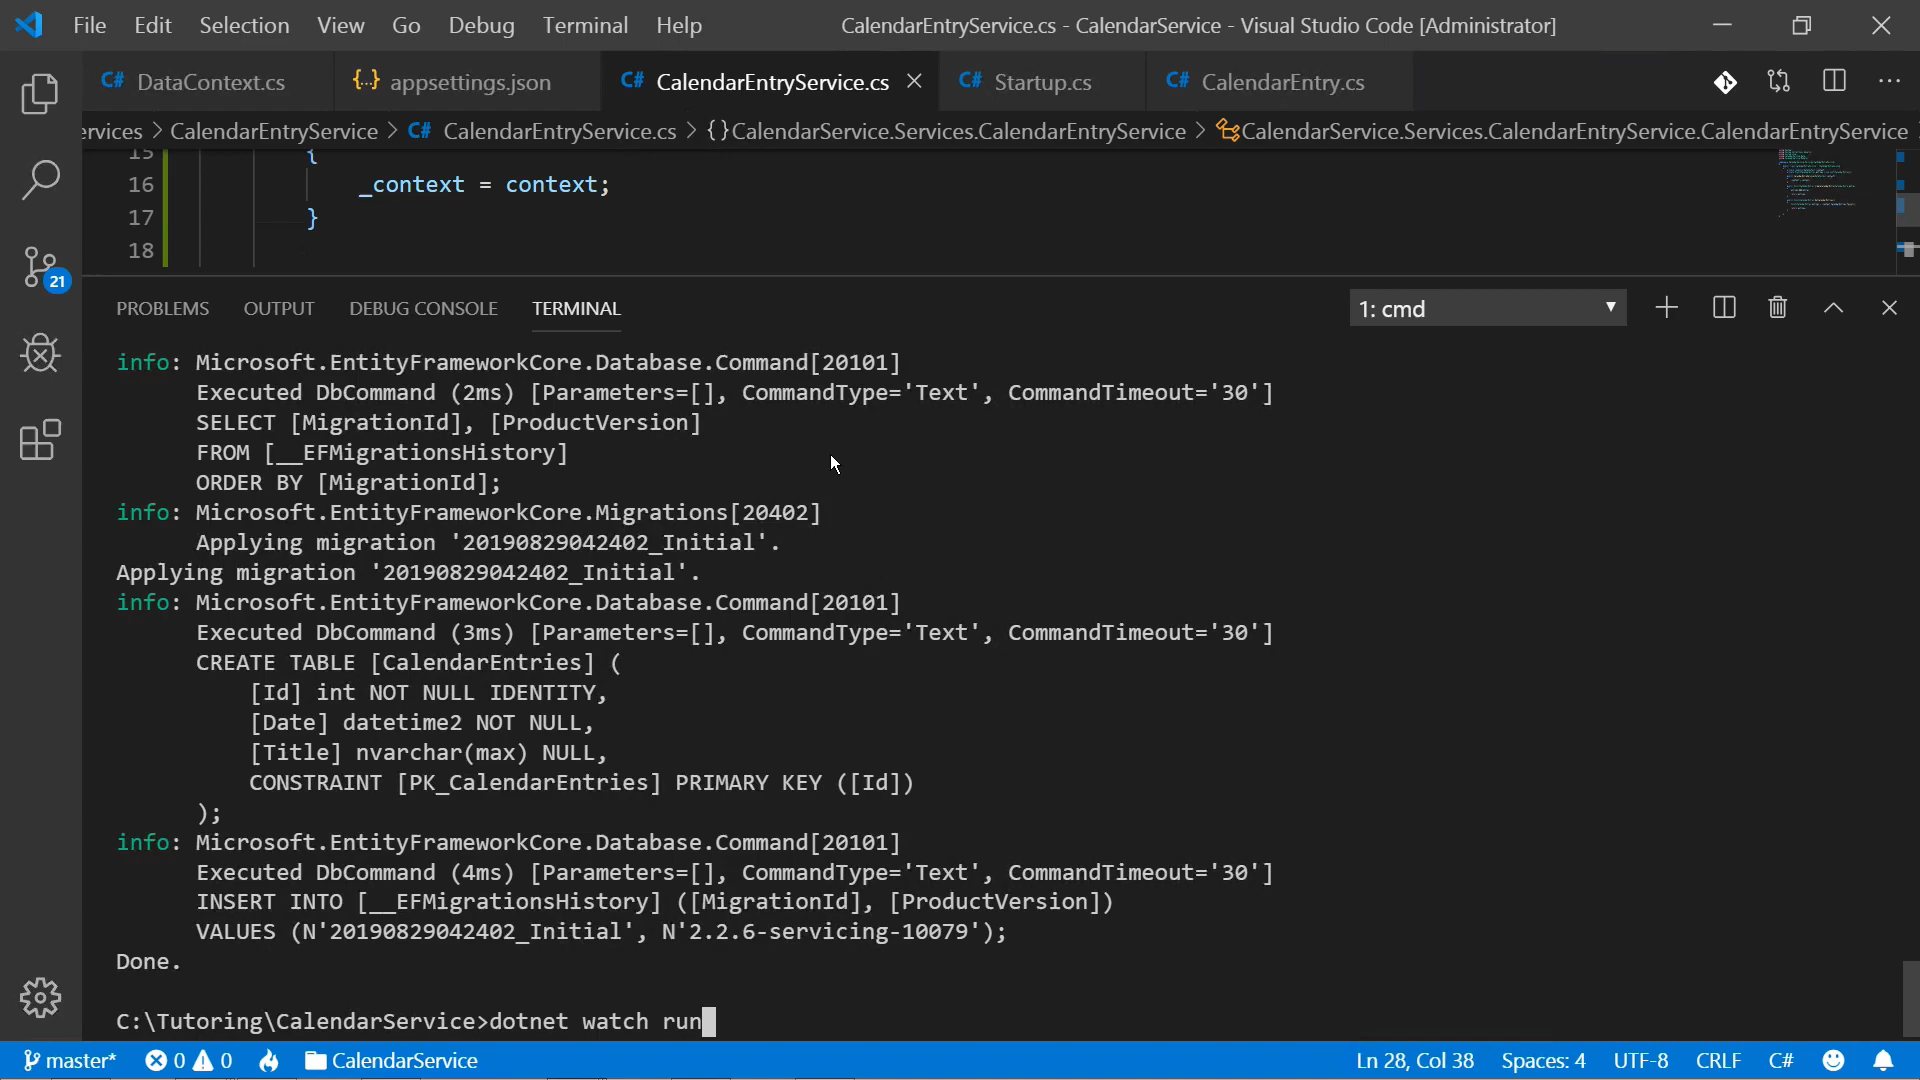 File Edit Selection View Go Debug Terminal Help CalendarEntryService.cs - CalendarService - Visual Studio Code [Administrator]
C# DataContext.cs {..} appsettings.json C# CalendarEntryService.cs C# Startup.cs C# CalendarEntry.cs
ervices > CalendarEntryService > C# CalendarEntryService.cs > {} CalendarService.Services.CalendarEntryService > CalendarService.Services.CalendarEntryService.CalendarEntryService
15 {
16 _context = context;
17 }
18
21
PROBLEMS OUTPUT DEBUG CONSOLE TERMINAL 1: cmd
info: Microsoft.EntityFrameworkCore.Database.Command[20101]
Executed DbCommand (2ms) [Parameters=[], CommandType='Text', CommandTimeout='30']
SELECT [MigrationId], [ProductVersion]
FROM [__EFMigrationsHistory]
ORDER BY [MigrationId];
info: Microsoft.EntityFrameworkCore.Migrations[20402]
Applying migration '20190829042402_Initial'.
Applying migration '20190829042402_Initial'.
info: Microsoft.EntityFrameworkCore.Database.Command[20101]
Executed DbCommand (3ms) [Parameters=[], CommandType='Text', CommandTimeout='30']
CREATE TABLE [CalendarEntries] (
[Id] int NOT NULL IDENTITY,
[Date] datetime2 NOT NULL,
[Title] nvarchar(max) NULL,
CONSTRAINT [PK_CalendarEntries] PRIMARY KEY ([Id])
);
info: Microsoft.EntityFrameworkCore.Database.Command[20101]
Executed DbCommand (4ms) [Parameters=[], CommandType='Text', CommandTimeout='30']
INSERT INTO [__EFMigrationsHistory] ([MigrationId], [ProductVersion])
VALUES (N'20190829042402_Initial', N'2.2.6-servicing-10079');
Done.
C:\Tutoring\CalendarService>dotnet watch run
master* 0 0 CalendarService Ln 28, Col 38 Spaces: 4 UTF-8 CRLF C#